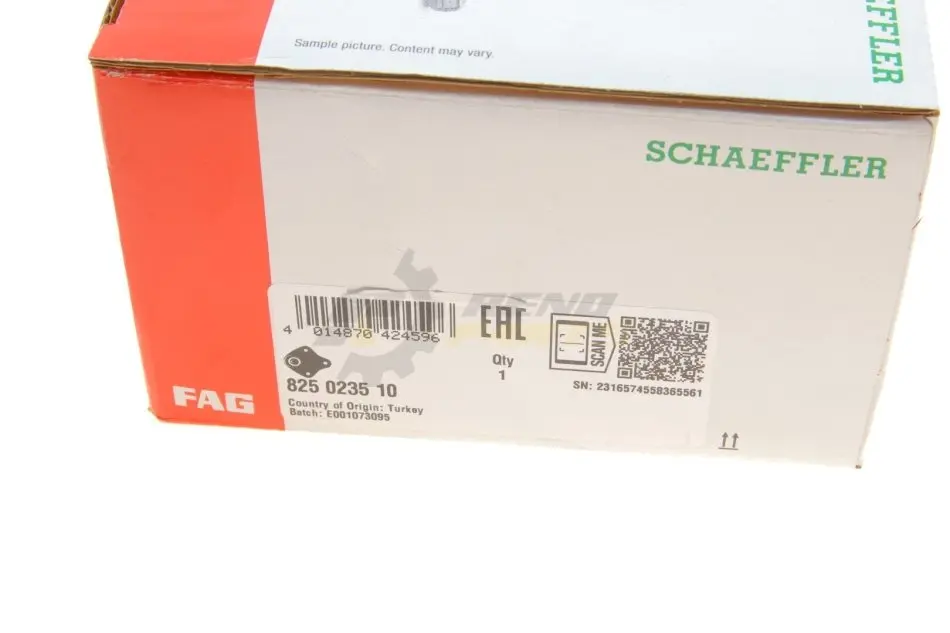 Sample picture. Content may vary.
SCHAEFFLER
SCHAEFFLER
RENO
4 014870 424596
EAC
Qty
1
SCAN ME
825 0235 10
SN: 2316574558365561
Country of Origin: Turkey
Batch: E001073095
FAG